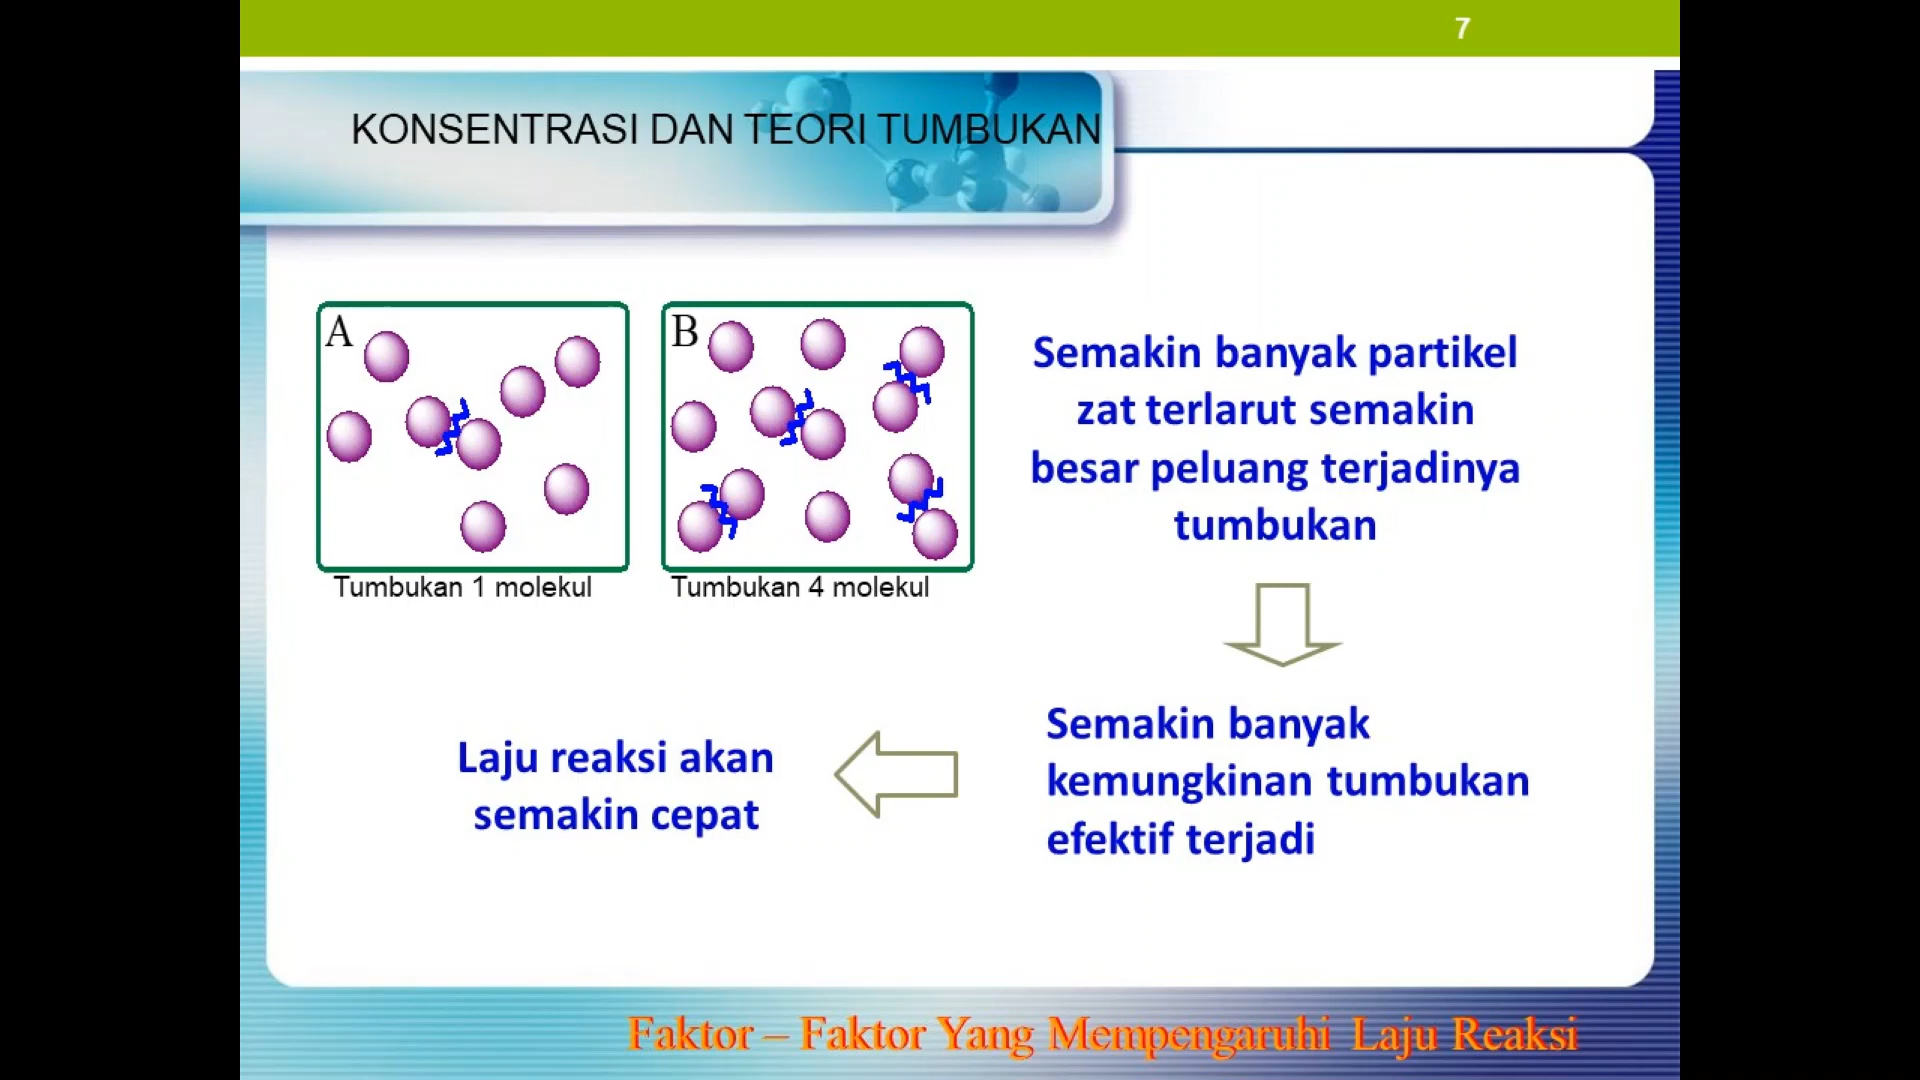 7
KONSENTRASI DAN TEORI TUMBUKAN
A
B
Tumbukan 1 molekul
Tumbukan 4 molekul
Semakin banyak partikel
zat terlarut semakin
besar peluang terjadinya
tumbukan
Semakin banyak
kemungkinan tumbukan
efektif terjadi
Laju reaksi akan
semakin cepat
Faktor – Faktor Yang Mempengaruhi Laju Reaksi